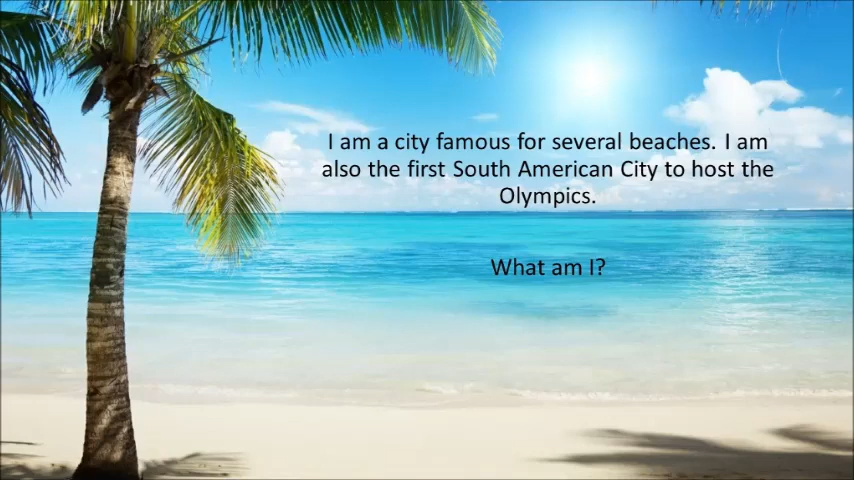 I am a city famous for several beaches. I am
also the first South American City to host the
Olympics.
What am I?